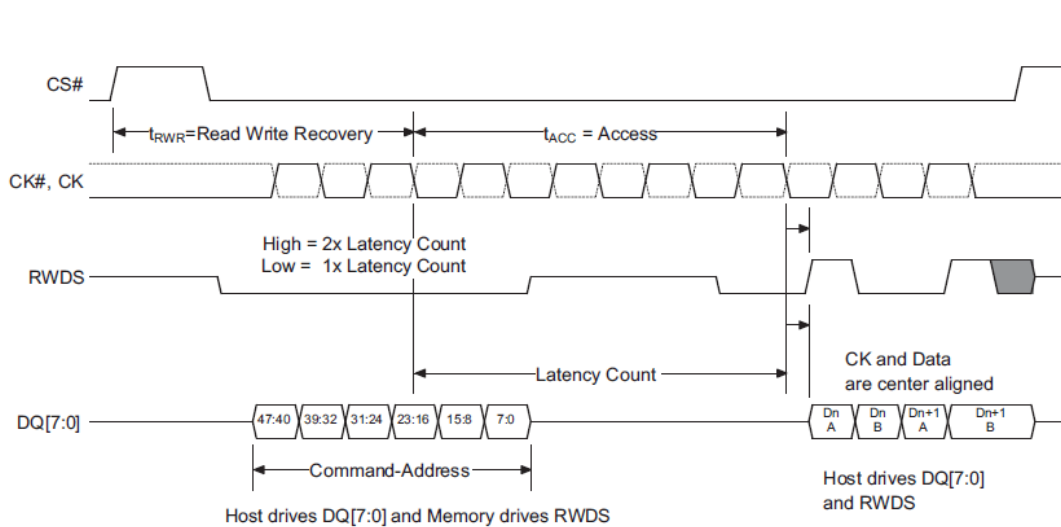 CS#
tRWR=Read Write Recovery
tACC = Access
CK#, CK
High = 2x Latency Count
Low = 1x Latency Count
RWDS
Latency Count
CK and Data
are center aligned
DQ[7:0]
47:40 39:32 31:24 23:16 15:8 7:0
Dn A
Dn B
Dn+1 A
Dn+1 B
Command-Address
Host drives DQ[7:0]
and RWDS
Host drives DQ[7:0] and Memory drives RWDS